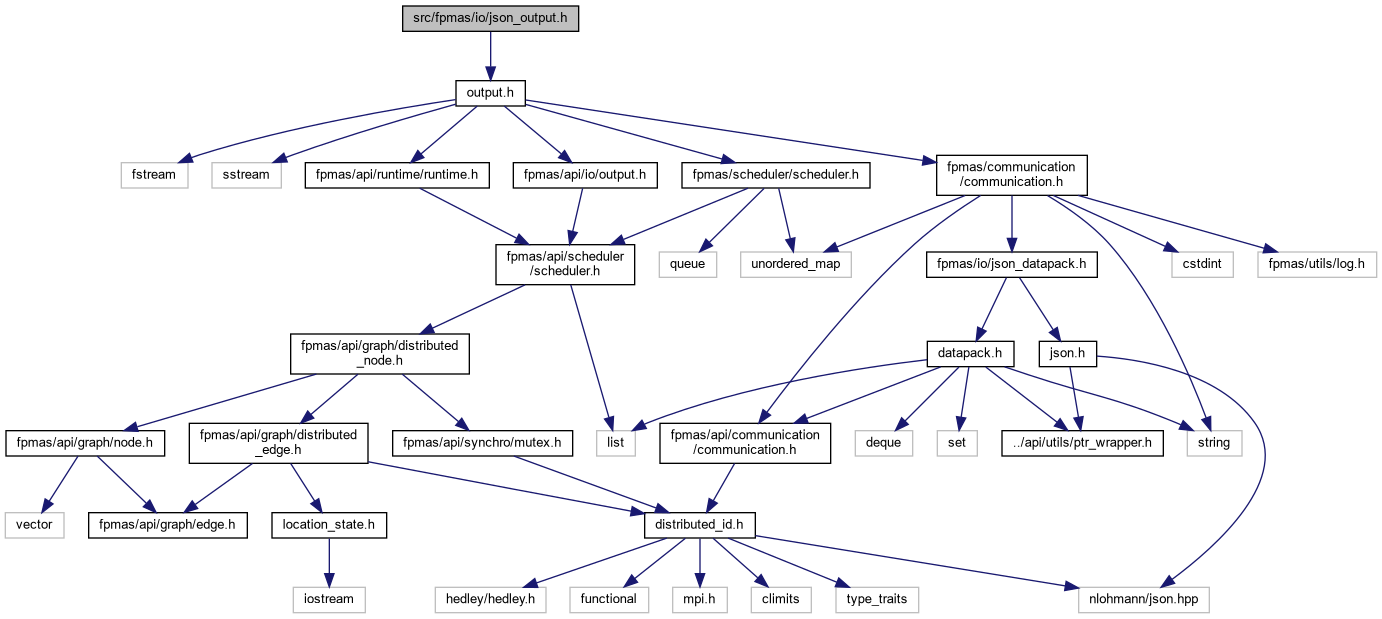 src/fpmas/io/json_output.h
output.h
fstream
sstream
fpmas/api/runtime/runtime.h
fpmas/api/io/output.h
fpmas/scheduler/scheduler.h
fpmas/communication
/communication.h
fpmas/api/scheduler
/scheduler.h
queue
unordered_map
fpmas/io/json_datapack.h
cstdint
fpmas/utils/log.h
fpmas/api/graph/distributed
_node.h
datapack.h
json.h
fpmas/api/graph/node.h
fpmas/api/graph/distributed
_edge.h
fpmas/api/synchro/mutex.h
list
fpmas/api/communication
/communication.h
deque
set
../api/utils/ptr_wrapper.h
string
vector
fpmas/api/graph/edge.h
location_state.h
distributed_id.h
iostream
hedley/hedley.h
functional
mpi.h
climits
type_traits
nlohmann/json.hpp